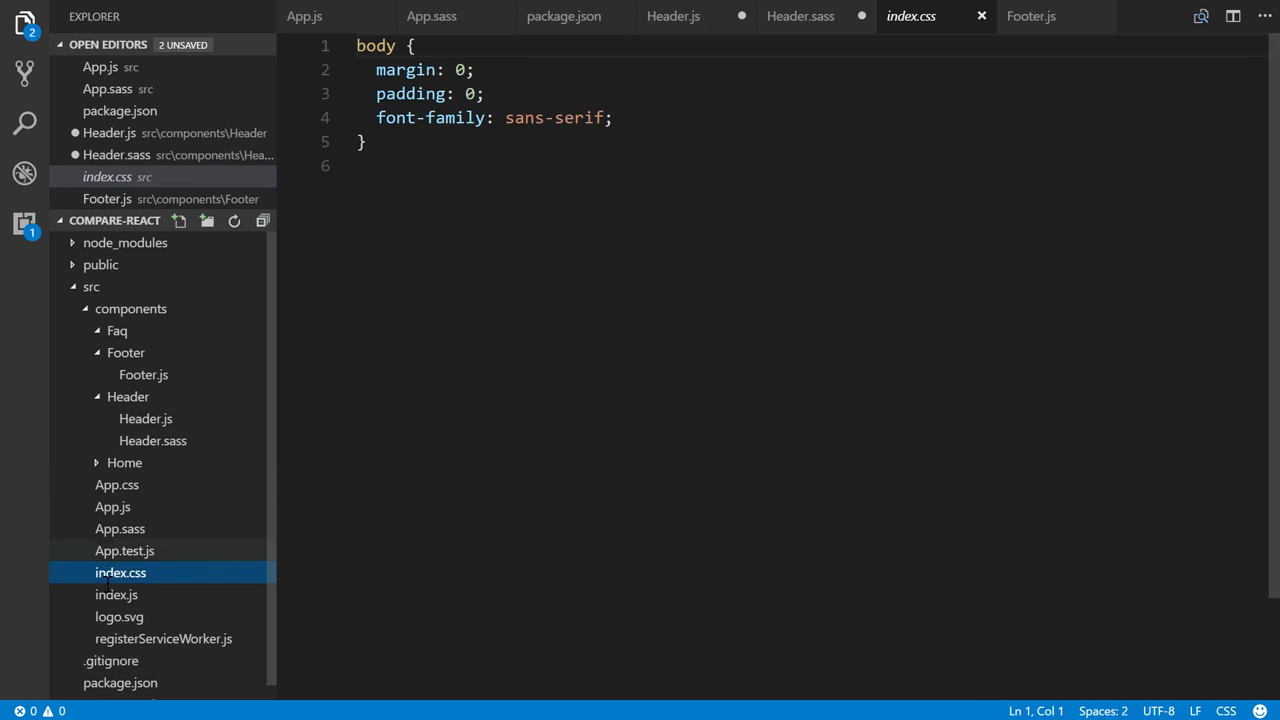 EXPLORER
OPEN EDITORS 2 UNSAVED
App.js src
App.sass src
package.json
Header.js src\components\Header
Header.sass src\components\Hea...
index.css src
Footer.js src\components\Footer
COMPARE-REACT
node_modules
public
src
components
Faq
Footer
Footer.js
Header
Header.js
Header.sass
Home
App.css
App.js
App.sass
App.test.js
index.css
index.js
logo.svg
registerServiceWorker.js
.gitignore
package.json
2
1
App.js App.sass package.json Header.js Header.sass index.css Footer.js
1 body {
2 margin: 0;
3 padding: 0;
4 font-family: sans-serif;
5 }
6
0 0 Ln 1, Col 1 Spaces: 2 UTF-8 LF CSS